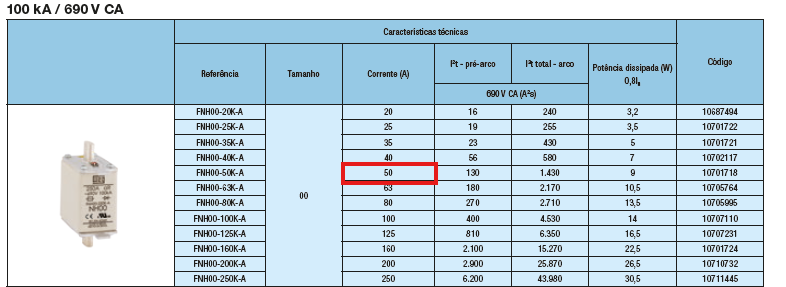 100 kA / 690 V CA
Características técnicas
Referência Tamanho Corrente (A) I²t - pré-arco I²t total - arco Potência dissipada (W) 0,8Iₙ Código
690 V CA (A²s)
FNH00-20K-A 20 16 240 3,2 10687494
FNH00-25K-A 25 19 255 3,5 10701722
FNH00-35K-A 35 23 430 5 10701721
FNH00-40K-A 40 56 580 7 10702117
FNH00-50K-A 50 130 1.430 9 10701718
FNH00-63K-A 00 63 180 2.170 10,5 10705764
FNH00-80K-A 80 270 2.710 13,5 10705995
FNH00-100K-A 100 400 4.530 14 10707110
FNH00-125K-A 125 810 6.350 16,5 10707231
FNH00-160K-A 160 2.100 15.270 22,5 10701724
FNH00-200K-A 200 2.900 25.870 26,5 10710732
FNH00-250K-A 250 6.200 43.980 30,5 10711445
NH00